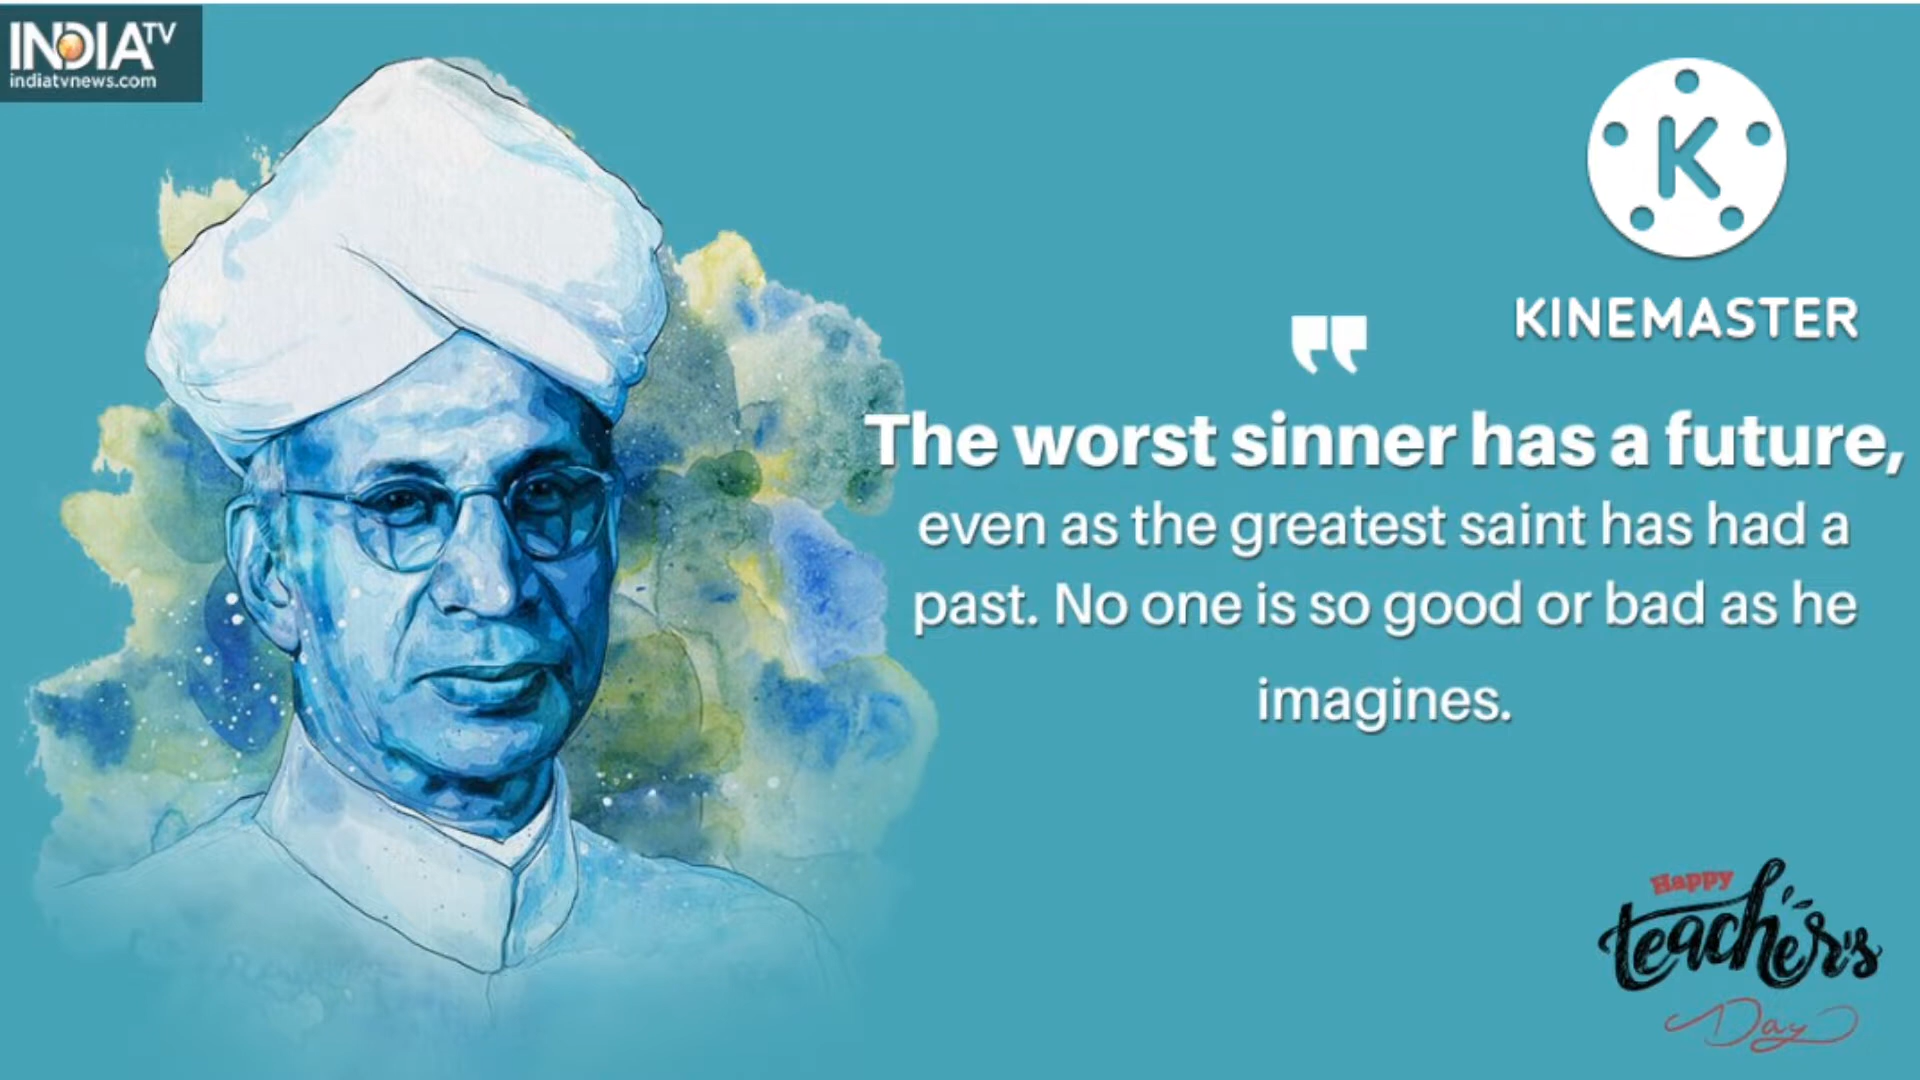 INDIA TV
indiatvnews.com
K
KINEMASTER
"
The worst sinner has a future,
even as the greatest saint has had a
past. No one is so good or bad as he
imagines.
Happy
teacher's
Day